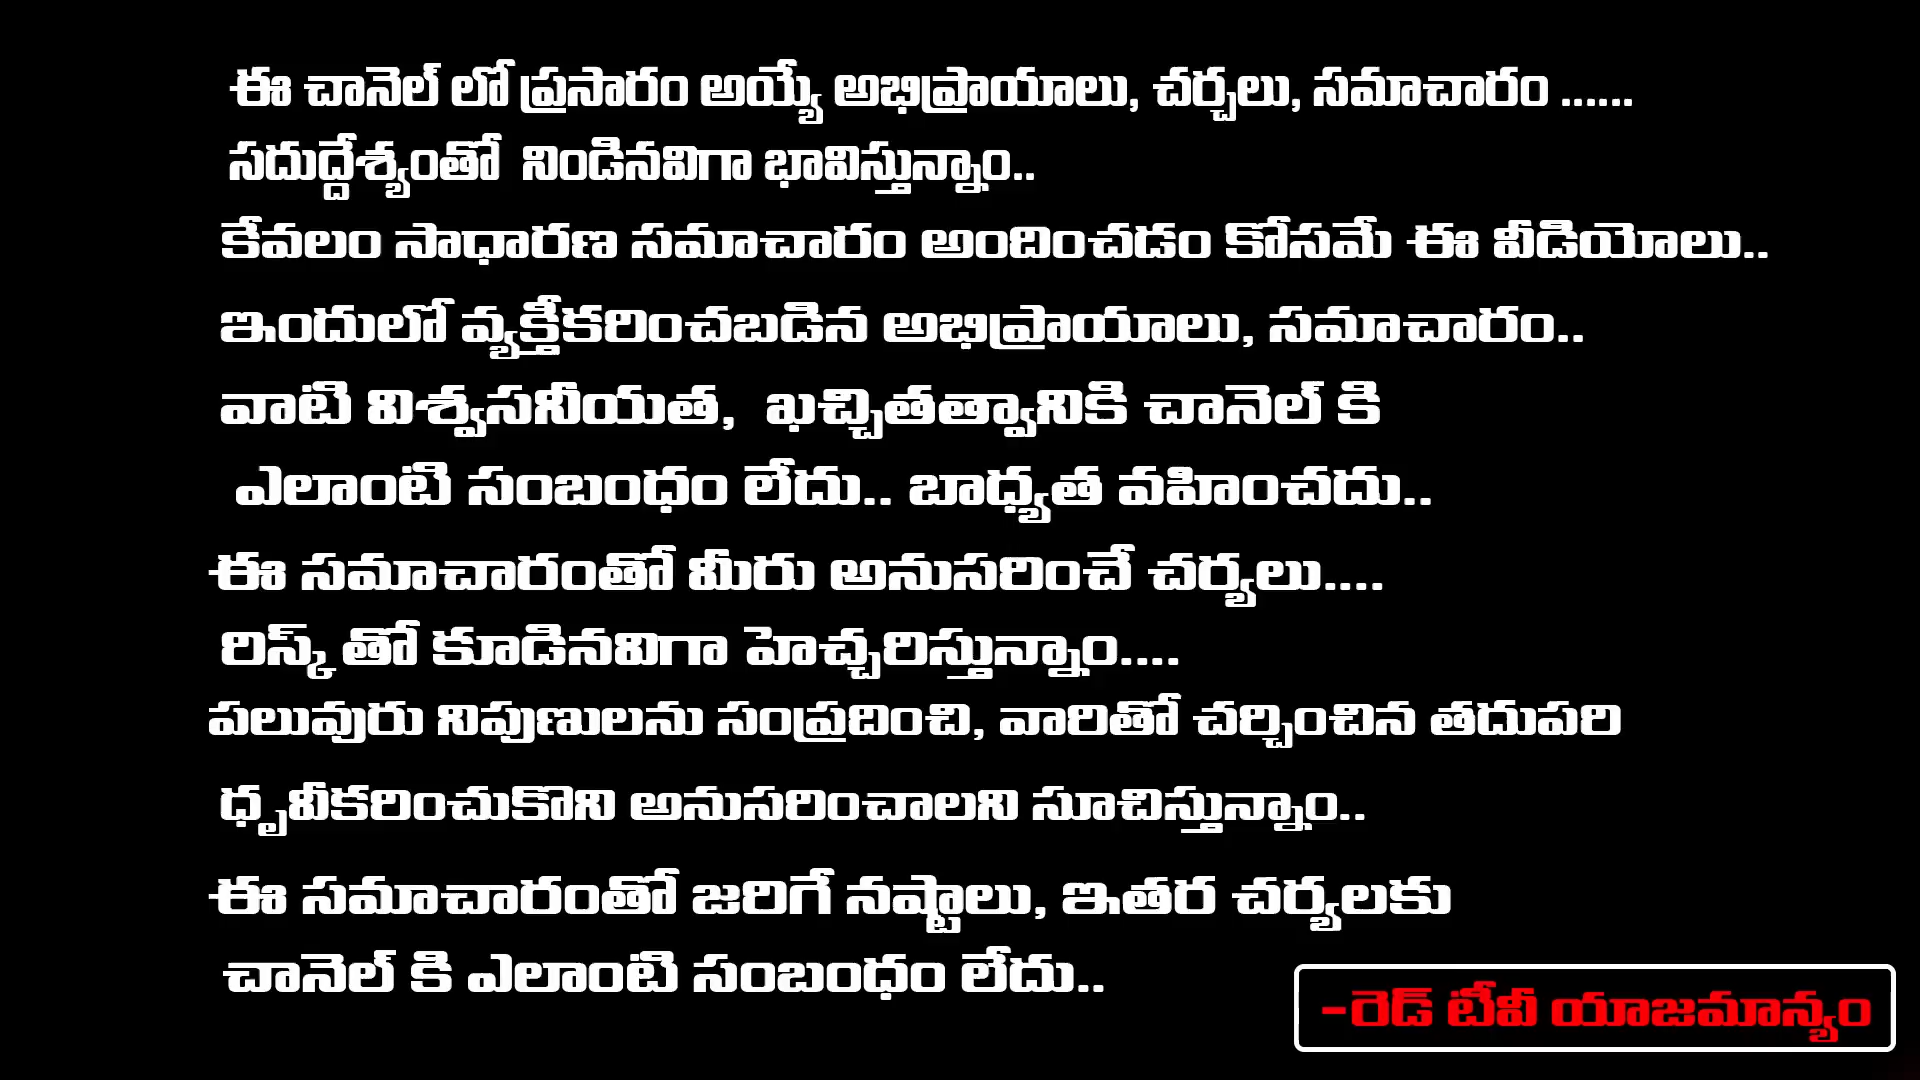 ఈ చానెల్ లో ప్రసారం అయ్యే అభిప్రాయాలు, చర్చలు, సమాచారం ......
సదుద్దేశ్యంతో నిండినవిగా భావిస్తున్నాం..
కేవలం సాధారణ సమాచారం అందించడం కోసమే ఈ వీడియోలు..
ఇందులో వ్యక్తీకరించబడిన అభిప్రాయాలు, సమాచారం..
వాటి విశ్వసనీయత, ఖచ్చితత్వానికి చానెల్ కి
ఎలాంటి సంబంధం లేదు.. బాధ్యత వహించదు..
ఈ సమాచారంతో మీరు అనుసరించే చర్యలు....
రిస్క్ తో కూడినవిగా హెచ్చరిస్తున్నాం....
పలువురు నిపుణులను సంప్రదించి, వారితో చర్చించిన తదుపరి
ధృవీకరించుకొని అనుసరించాలని సూచిస్తున్నాం..
ఈ సమాచారంతో జరిగే నష్టాలు, ఇతర చర్యలకు
చానెల్ కి ఎలాంటి సంబంధం లేదు..
-రెడ్ టీవీ యాజమాన్యం